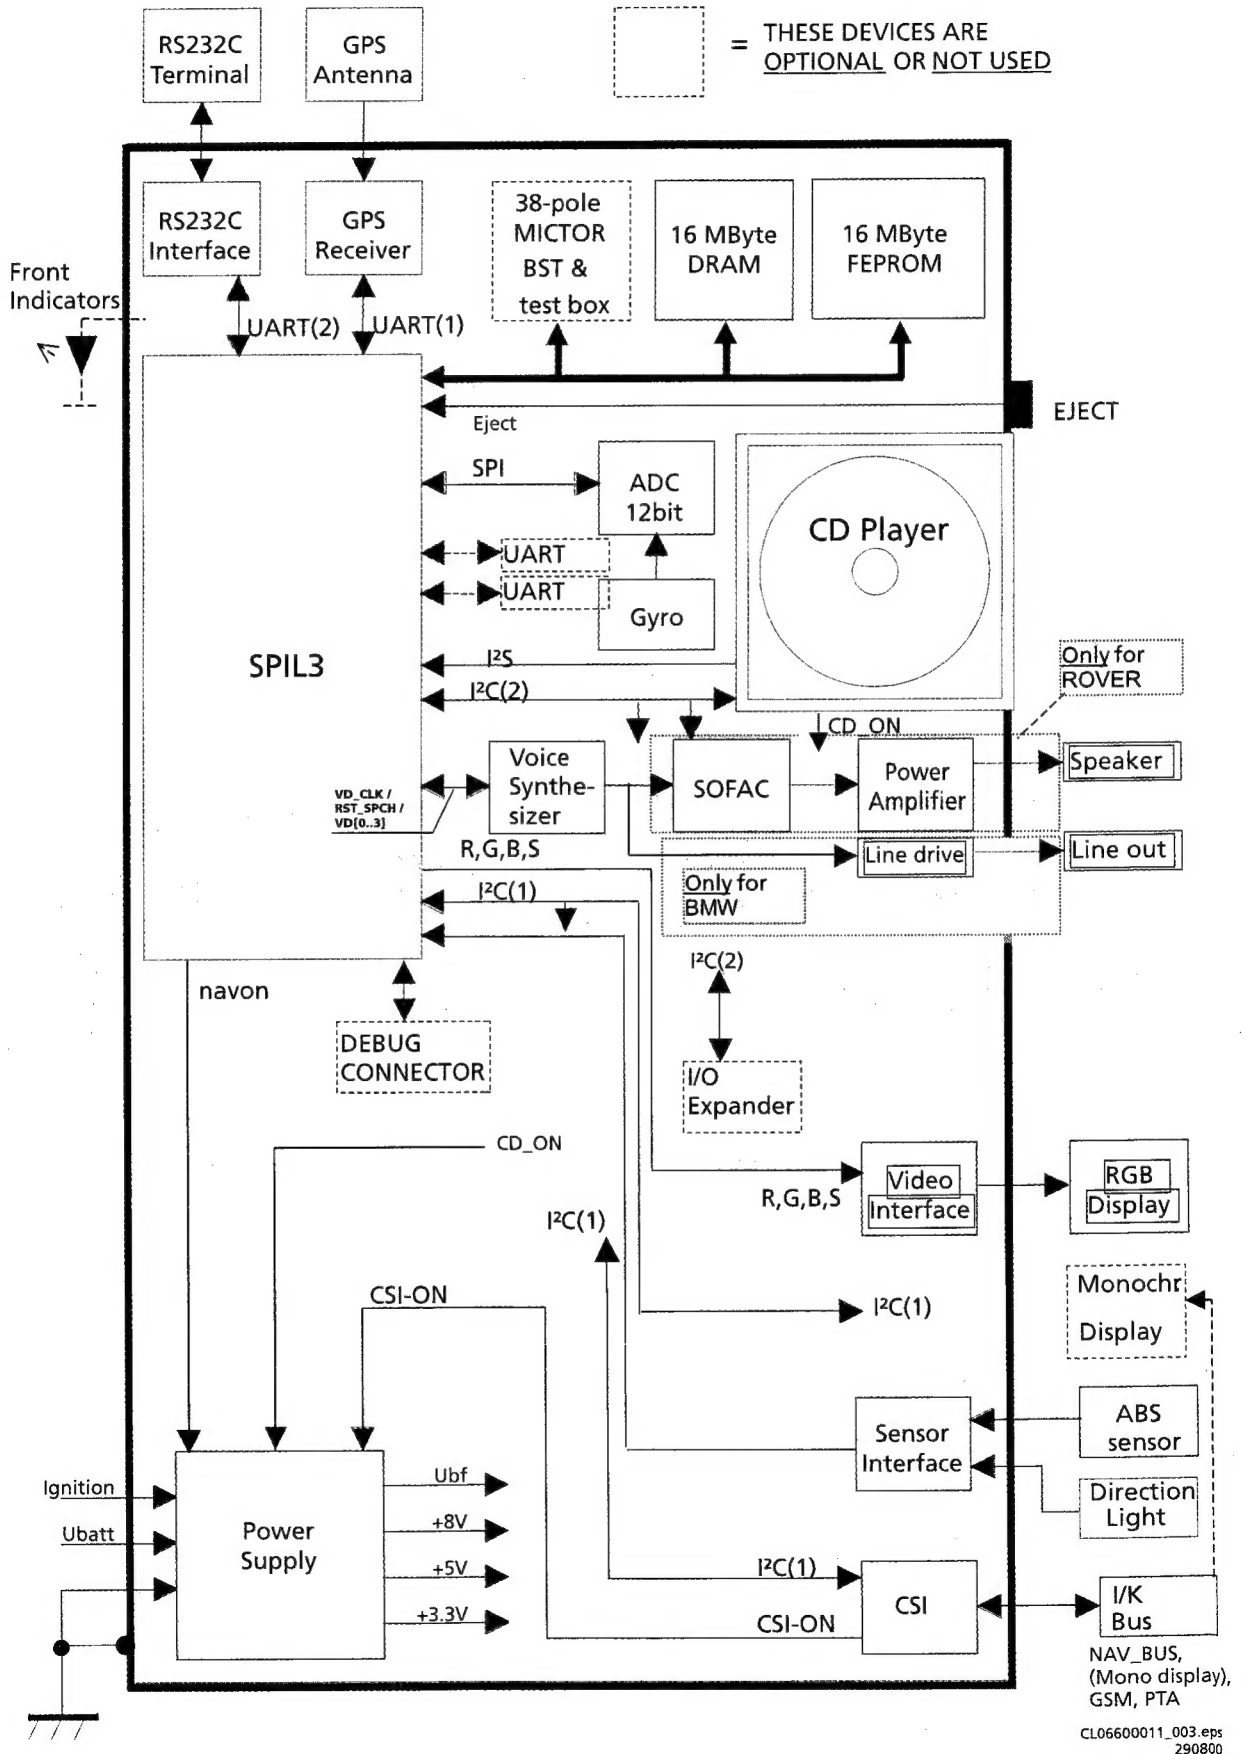 THESE DEVICES ARE
= OPTIONAL OR NOT USED
RS232C
Terminal
GPS
Antenna
RS232C
Interface
GPS
Receiver
38-pole
MICTOR
BST &
test box
16 MByte
DRAM
16 MByte
FEPROM
Front
Indicators
UART(2)
UART(1)
Eject
EJECT
SPI
ADC
12bit
CD Player
UART
UART
Gyro
SPIL3
I²S
I²C(2)
Only for
ROVER
CD_ON
Voice
Synthe-
sizer
SOFAC
Power
Amplifier
Speaker
VD_CLK /
RST_SPCH /
VD[0..3]
R,G,B,S
Line drive
Line out
I²C(1)
Only for
BMW
I²C(2)
navon
DEBUG
CONNECTOR
I/O
Expander
CD_ON
R,G,B,S
Video
Interface
RGB
Display
I²C(1)
CSI-ON
I²C(1)
Monochr.
Display
Sensor
Interface
ABS
sensor
Direction
Light
Ignition
Ubatt
Power
Supply
Ubf
+8V
+5V
+3.3V
I²C(1)
CSI-ON
CSI
I/K
Bus
NAV_BUS,
(Mono display),
GSM, PTA
CL06600011_003.eps
290800